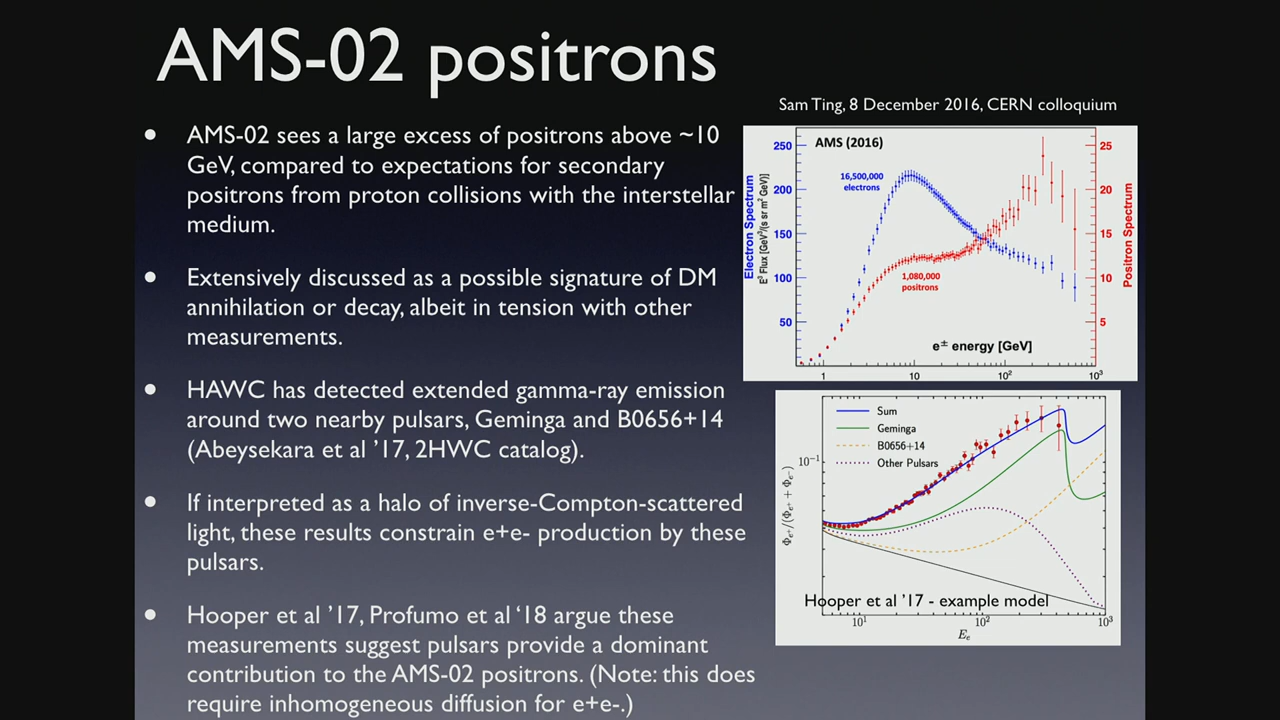 AMS-02 positrons
Sam Ting, 8 December 2016, CERN colloquium
• AMS-02 sees a large excess of positrons above ~10
GeV, compared to expectations for secondary
positrons from proton collisions with the interstellar
medium.
• Extensively discussed as a possible signature of DM
annihilation or decay, albeit in tension with other
measurements.
• HAWC has detected extended gamma-ray emission
around two nearby pulsars, Geminga and B0656+14
(Abeysekara et al ’17, 2HWC catalog).
• If interpreted as a halo of inverse-Compton-scattered
light, these results constrain e+e- production by these
pulsars.
• Hooper et al ’17, Profumo et al ‘18 argue these
measurements suggest pulsars provide a dominant
contribution to the AMS-02 positrons. (Note: this does
require inhomogeneous diffusion for e+e-.)
AMS (2016)
16,500,000
electrons
1,080,000
positrons
Electron Spectrum
E³ Flux [GeV³/(s sr m² GeV)]
Positron Spectrum
250
200
150
100
50
25
20
15
10
5
e± energy [GeV]
1 10 10² 10³
Sum
Geminga
B0656+14
Other Pulsars
10⁻¹
Φe+/(Φe+ + Φe-)
Hooper et al ’17 - example model
10¹ 10² 10³
Eₑ